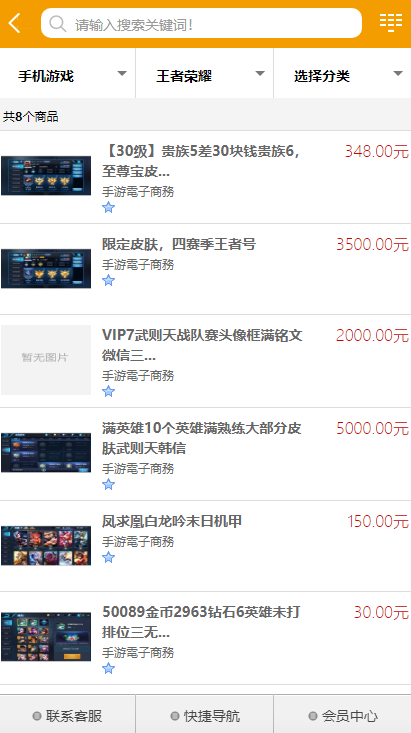 请输入搜索关键词！
手机游戏
王者荣耀
选择分类
共8个商品
【30级】贵族5差30块钱贵族6，
至尊宝皮...
348.00元
手游電子商務
限定皮肤，四赛季王者号
3500.00元
手游電子商務
暂无图片
VIP7武则天战队赛头像框满铭文
微信三...
2000.00元
手游電子商務
满英雄10个英雄满熟练大部分皮
肤武则天韩信
5000.00元
手游電子商務
凤求凰白龙吟末日机甲
150.00元
手游電子商務
50089金币2963钻石6英雄未打
排位三无...
30.00元
手游電子商務
联系客服
快捷导航
会员中心